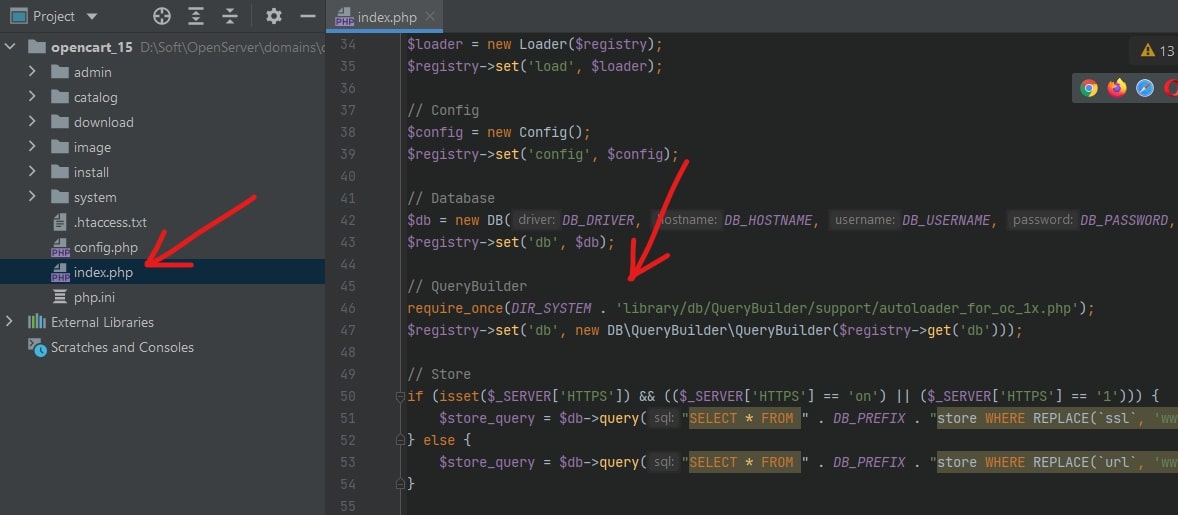 Project
opencart_15 D:\Soft\OpenServer\domains\
admin
catalog
download
image
install
system
.htaccess.txt
config.php
index.php
php.ini
External Libraries
Scratches and Consoles
index.php
13
34 $loader = new Loader($registry);
35 $registry->set('load', $loader);
36
37 // Config
38 $config = new Config();
39 $registry->set('config', $config);
40
41 // Database
42 $db = new DB( driver: DB_DRIVER, hostname: DB_HOSTNAME, username: DB_USERNAME, password: DB_PASSWORD,
43 $registry->set('db', $db);
44
45 // QueryBuilder
46 require_once(DIR_SYSTEM . 'library/db/QueryBuilder/support/autoloader_for_oc_1x.php');
47 $registry->set('db', new DB\QueryBuilder\QueryBuilder($registry->get('db')));
48
49 // Store
50 if (isset($_SERVER['HTTPS']) && (($_SERVER['HTTPS'] == 'on') || ($_SERVER['HTTPS'] == '1'))) {
51 $store_query = $db->query( sql: "SELECT * FROM " . DB_PREFIX . "store WHERE REPLACE(`ssl`, 'ww
52 } else {
53 $store_query = $db->query( sql: "SELECT * FROM " . DB_PREFIX . "store WHERE REPLACE(`url`, 'ww
54 }
55